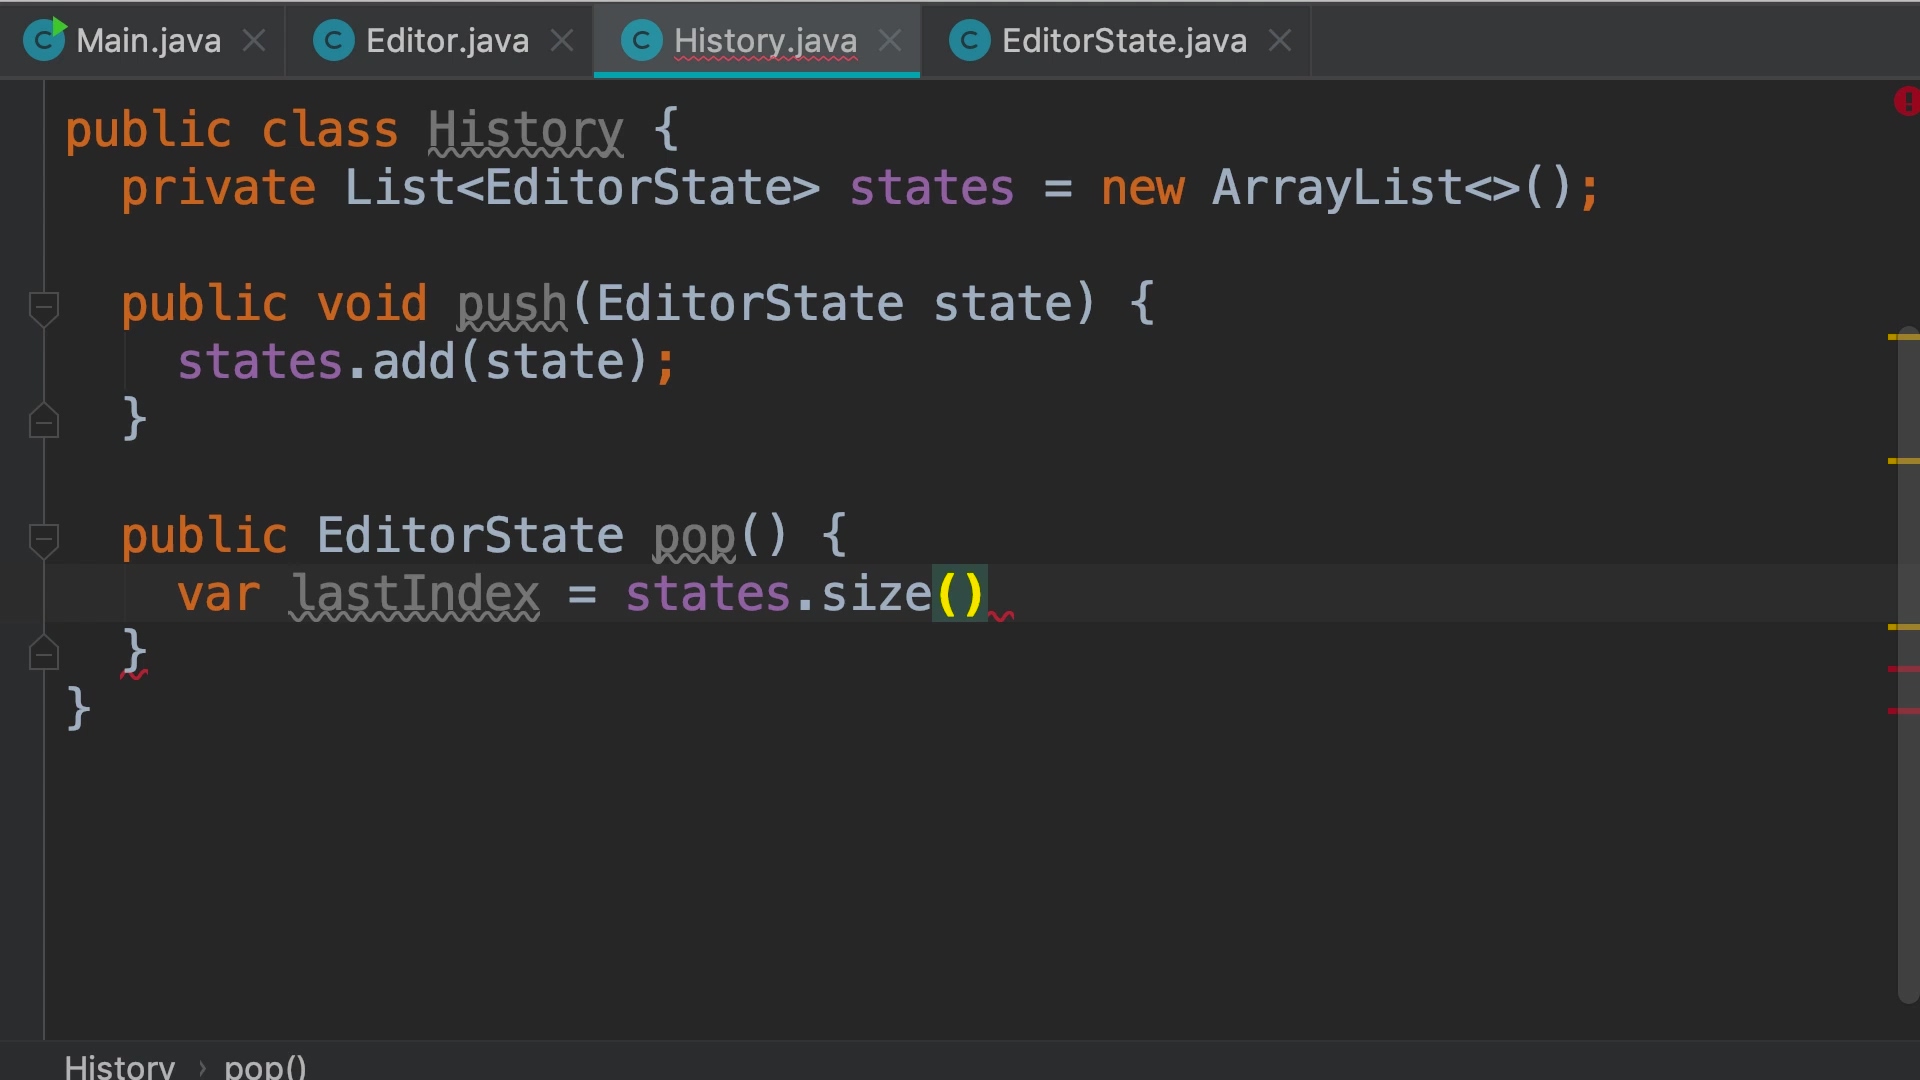 Main.java Editor.java History.java EditorState.java
public class History {
private List<EditorState> states = new ArrayList<>();
public void push(EditorState state) {
states.add(state);
}
public EditorState pop() {
var lastIndex = states.size()
}
}
History › pop()